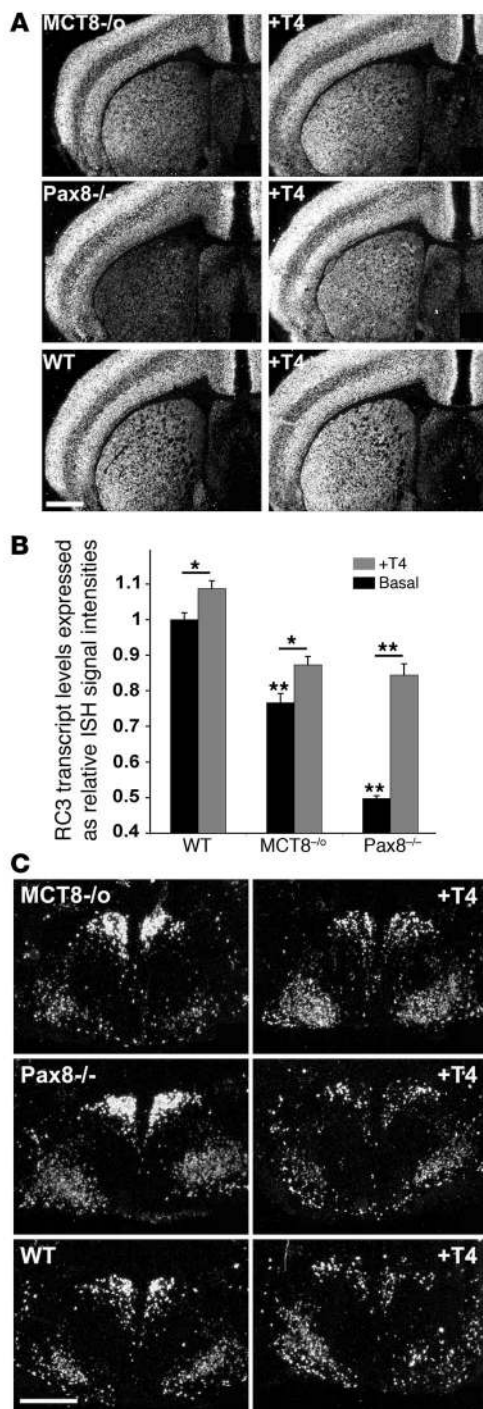 A
MCT8-/o
+T4
Pax8-/-
+T4
WT
+T4
B
RC3 transcript levels expressed
as relative ISH signal intensities
1.1
1
0.9
0.8
0.7
0.6
0.5
0.4
*
**
*
**
**
+T4
Basal
WT
MCT8⁻/ᵒ
Pax8⁻/⁻
C
MCT8-/o
+T4
Pax8-/-
+T4
WT
+T4